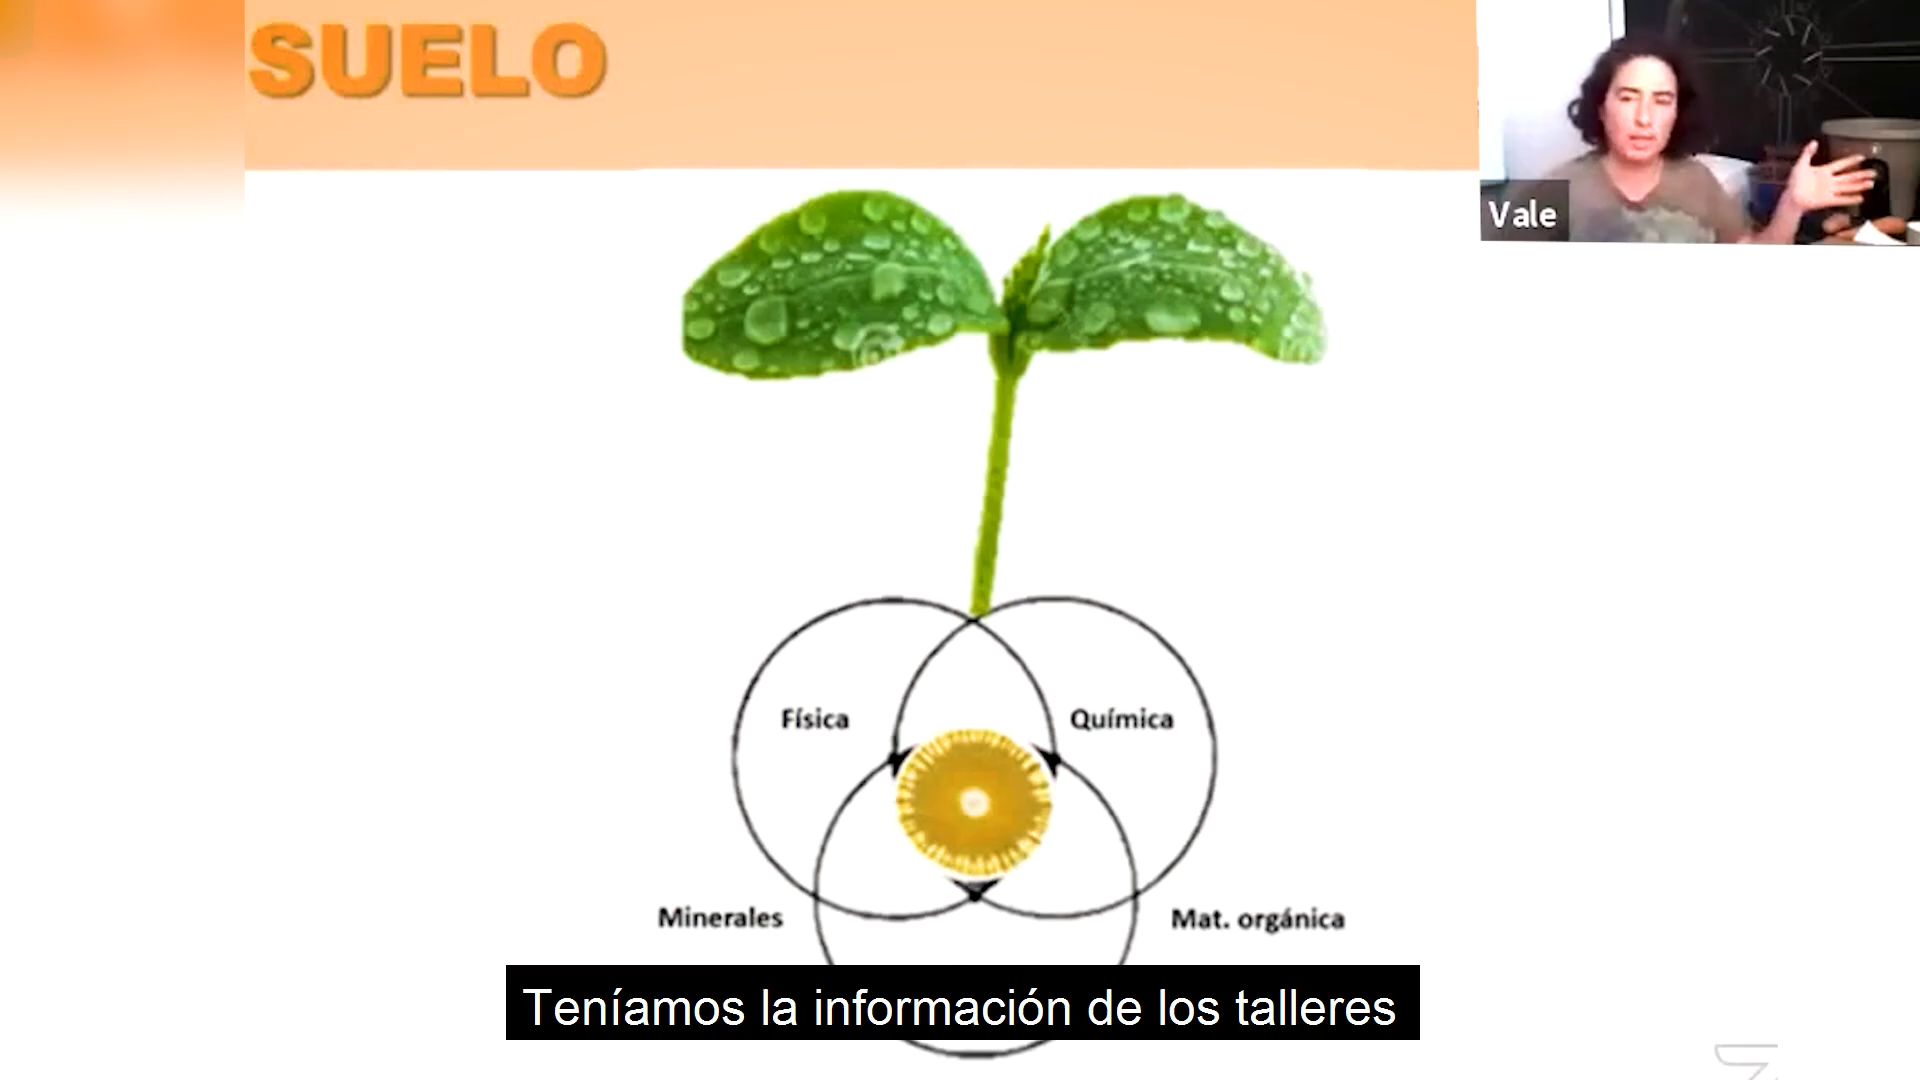 SUELO
Vale
Física
Química
Minerales
Mat. orgánica
Teníamos la información de los talleres